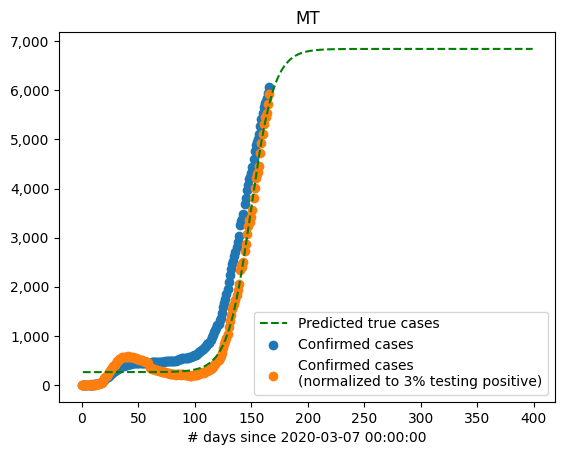 MT
7,000
6,000
5,000
4,000
3,000
2,000
1,000
0
0 50 100 150 200 250 300 350 400
# days since 2020-03-07 00:00:00
Predicted true cases
Confirmed cases
Confirmed cases
(normalized to 3% testing positive)